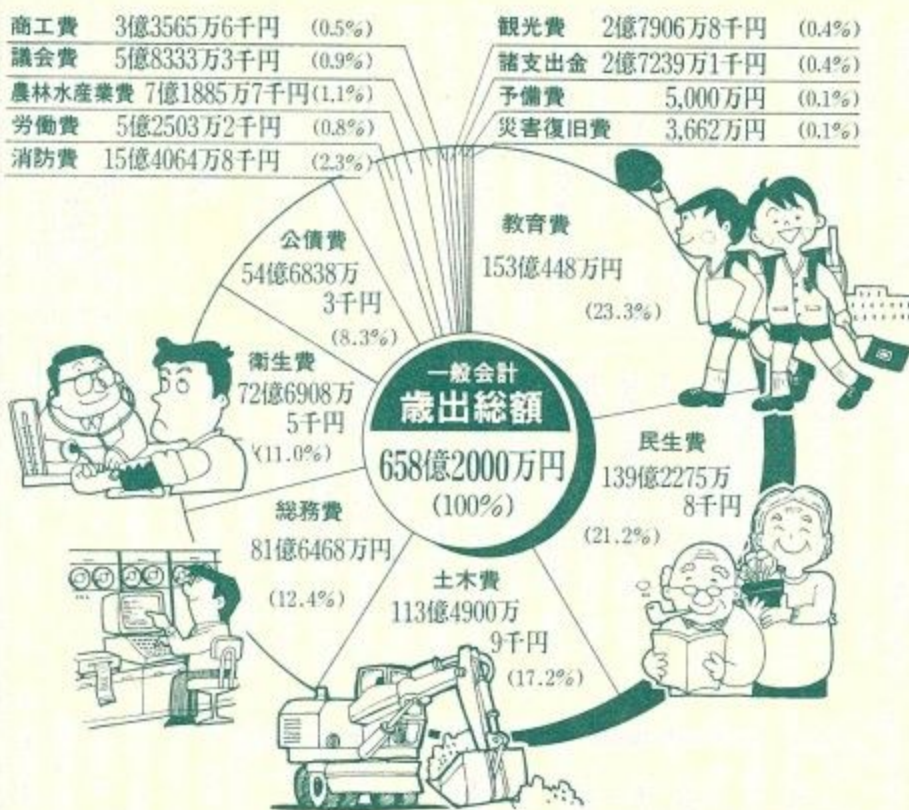 商工費 3億3565万6千円 (0.5%)
議会費 5億8333万3千円 (0.9%)
農林水産業費 7億1885万7千円(1.1%)
労働費 5億2503万2千円 (0.8%)
消防費 15億4064万8千円 (2.3%)
観光費 2億7906万8千円 (0.4%)
諸支出金 2億7239万1千円 (0.4%)
予備費 5,000万円 (0.1%)
災害復旧費 3,662万円 (0.1%)
教育費
153億448万円
(23.3%)
公債費
54億6838万
3千円
(8.3%)
衛生費
72億6908万
5千円
(11.0%)
一般会計
歳出総額
658億2000万円
(100%)
民生費
139億2275万
8千円
(21.2%)
総務費
81億6468万円
(12.4%)
土木費
113億4900万
9千円
(17.2%)